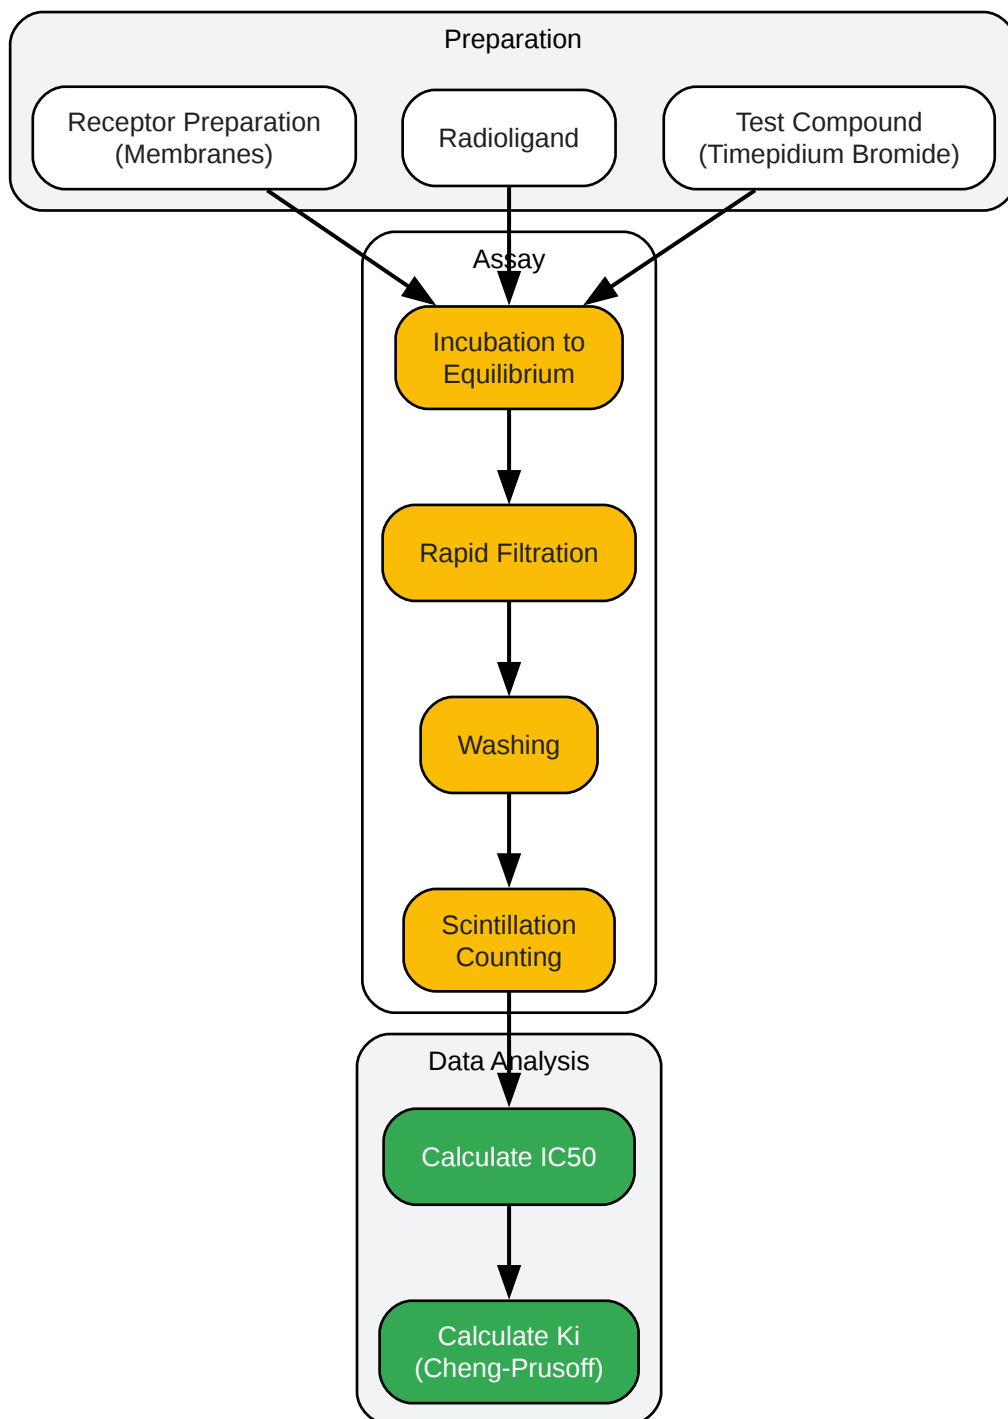 Preparation
Receptor Preparation
(Membranes)
Radioligand
Test Compound
(Timepidium Bromide)
Assay
Incubation to
Equilibrium
Rapid Filtration
Washing
Scintillation
Counting
Data Analysis
Calculate IC50
Calculate Ki
(Cheng-Prusoff)